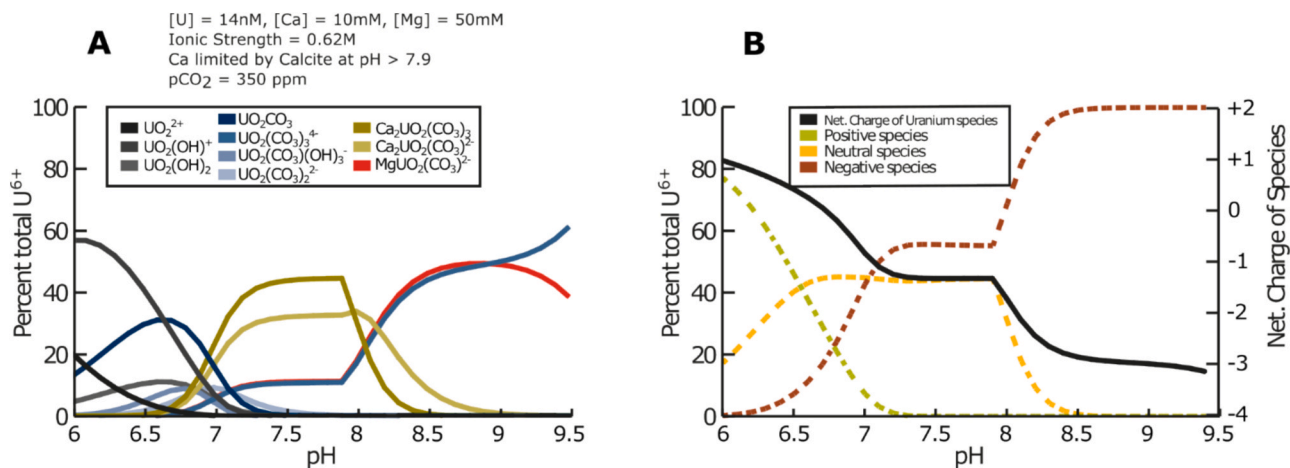 [U] = 14nM, [Ca] = 10mM, [Mg] = 50mM
Ionic Strength = 0.62M
Ca limited by Calcite at pH > 7.9
pCO₂ = 350 ppm
A
Percent total U⁶⁺
100
80
60
40
20
0
UO₂²⁺
UO₂(OH)⁺
UO₂(OH)₂
UO₂CO₃
UO₂(CO₃)₃⁴⁻
UO₂(CO₃)(OH)₃⁻
UO₂(CO₃)₂²⁻
Ca₂UO₂(CO₃)₃
Ca₂UO₂(CO₃)²⁻
MgUO₂(CO₃)²⁻
6 6.5 7 7.5 8 8.5 9 9.5
pH
B
Percent total U⁶⁺
100
80
60
40
20
0
Net. Charge of Uranium species
Positive species
Neutral species
Negative species
+2
+1
0
-1
-2
-3
-4
Net. Charge of Species
6 6.5 7 7.5 8 8.5 9 9.5
pH